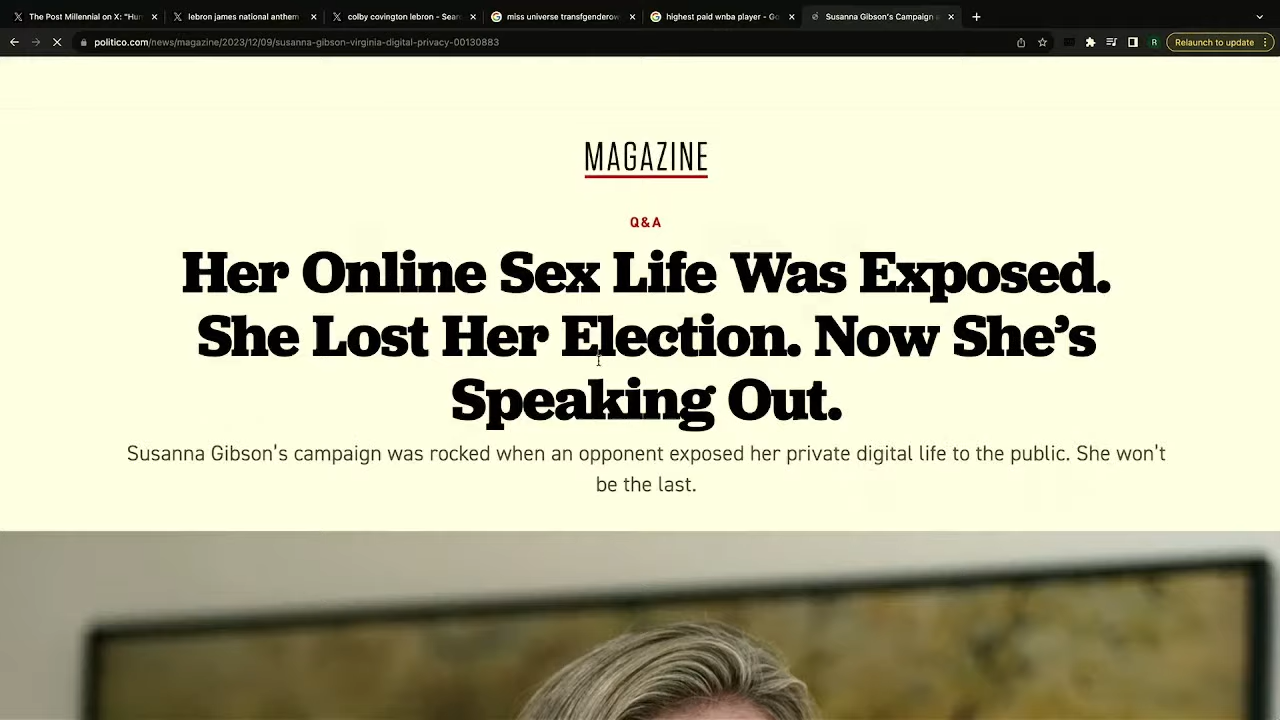 The Post Millennial on X: "Hun
lebron james national anthem
colby covington lebron - Sear
miss universe transfgenderow
highest paid wnba player - Go
Susanna Gibson's Campaign
politico.com/news/magazine/2023/12/09/susanna-gibson-virginia-digital-privacy-00130883
R
Relaunch to update
MAGAZINE
Q&A
Her Online Sex Life Was Exposed.
She Lost Her Election. Now She's
Speaking Out.
Susanna Gibson's campaign was rocked when an opponent exposed her private digital life to the public. She won't
be the last.